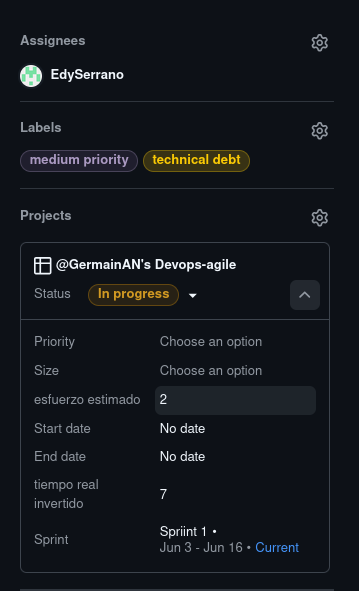 Assignees
EdySerrano
Labels
medium priority technical debt
Projects
@GermainAN's Devops-agile
Status In progress
Priority Choose an option
Size Choose an option
esfuerzo estimado 2
Start date No date
End date No date
tiempo real
invertido 7
Sprint Spriint 1 •
Jun 3 - Jun 16 • Current